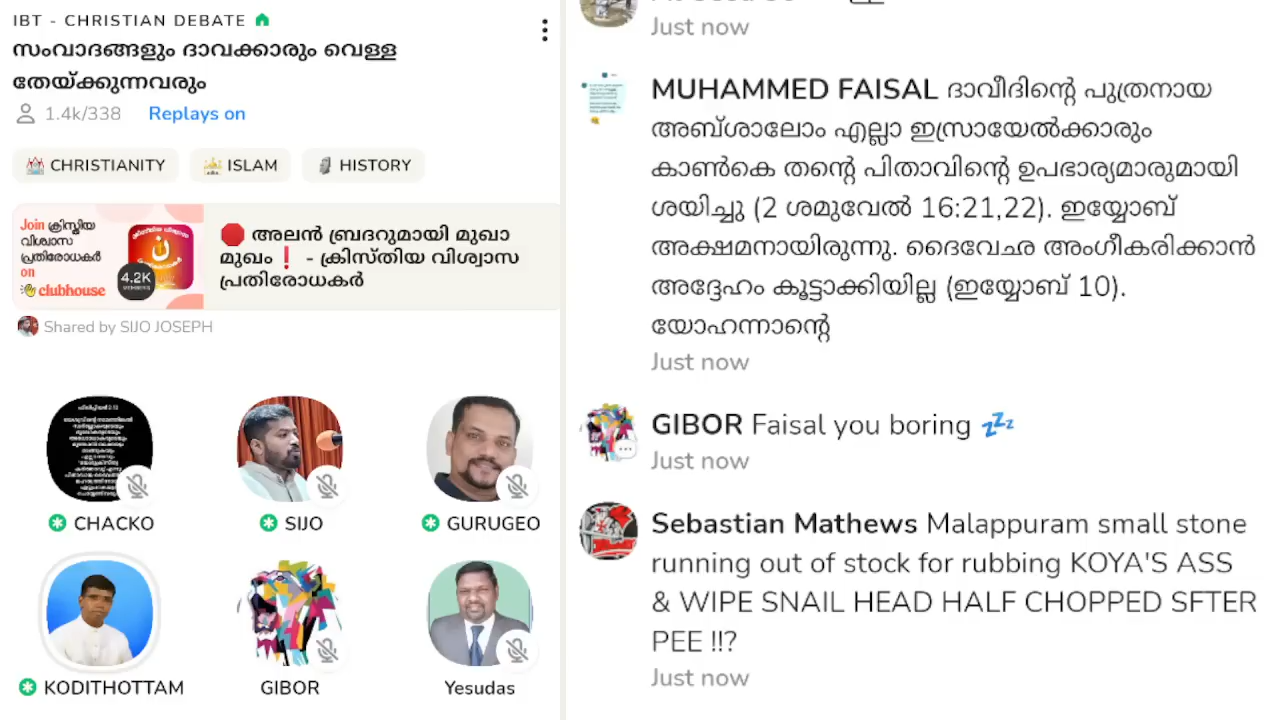 IBT - CHRISTIAN DEBATE
സംവാദങ്ങളും ദാവക്കാരും വെള്ള
തേയ്ക്കുന്നവരും
1.4k/338 Replays on
CHRISTIANITY ISLAM HISTORY
Join ക്രിസ്തീയ
വിശ്വാസ
പ്രതിരോധകർ
on
clubhouse
4.2K
MEMBERS
അലൻ ബ്രദറുമായി മുഖാ
മുഖം❗ - ക്രിസ്തിയ വിശ്വാസ
പ്രതിരോധകർ
Shared by SIJO JOSEPH
CHACKO SIJO GURUGEO
KODITHOTTAM GIBOR Yesudas
Just now
MUHAMMED FAISAL ദാവീദിന്റെ പുത്രനായ
അബ്ശാലോം എല്ലാ ഇസ്രായേൽക്കാരും
കാൺകെ തന്റെ പിതാവിന്റെ ഉപഭാര്യമാരുമായി
ശയിച്ചു (2 ശമുവേൽ 16:21,22). ഇയ്യോബ്
അക്ഷമനായിരുന്നു. ദൈവേഛ അംഗീകരിക്കാൻ
അദ്ദേഹം കൂട്ടാക്കിയില്ല (ഇയ്യോബ് 10).
യോഹന്നാന്റെ
Just now
GIBOR Faisal you boring 💤
Just now
Sebastian Mathews Malappuram small stone
running out of stock for rubbing KOYA'S ASS
& WIPE SNAIL HEAD HALF CHOPPED SFTER
PEE !!?
Just now